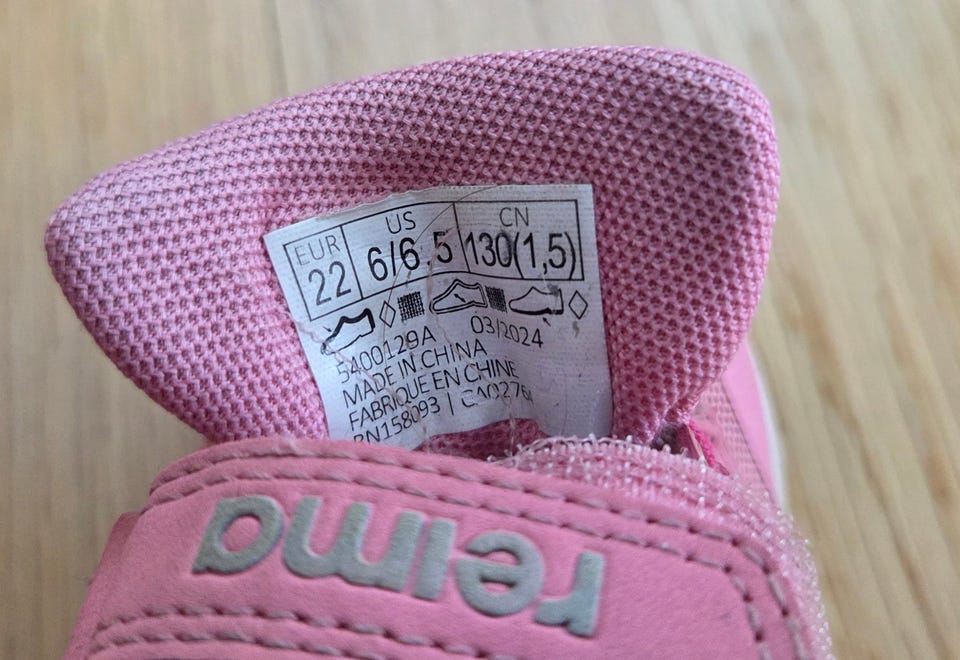 EUR US CN
22 6/6.5 130(1,5)
5400129A 03/2024
MADE IN CHINA
FABRIQUE EN CHINE
RN158093 |
reima